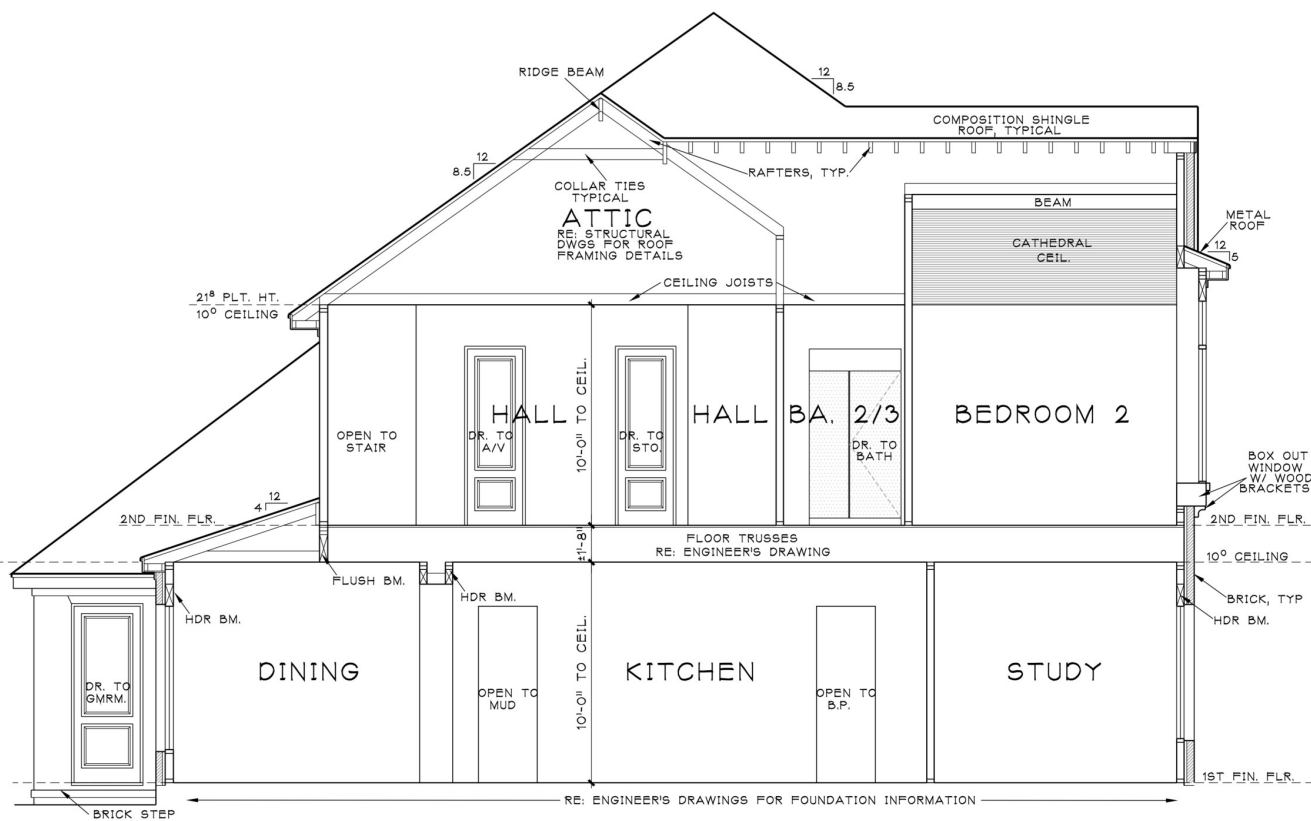 12
8.5
RIDGE BEAM
COMPOSITION SHINGLE
ROOF, TYPICAL
12
8.5
RAFTERS, TYP.
COLLAR TIES
TYPICAL
BEAM
ATTIC
RE: STRUCTURAL
DWGS FOR ROOF
FRAMING DETAILS
METAL
ROOF
CATHEDRAL
CEIL.
12
5
CEILING JOISTS
21⁸ PLT. HT.
10⁰ CEILING
HALL
HALL
BA. 2/3
BEDROOM 2
10'-0" TO CEIL.
OPEN TO
STAIR
DR. TO
A/V
DR. TO
STO.
DR. TO
BATH
BOX OUT
WINDOW
W/ WOOD
BRACKETS
12
4
2ND FIN. FLR.
2ND FIN. FLR.
±1'-8"
FLOOR TRUSSES
RE: ENGINEER'S DRAWING
10⁰ CEILING
FLUSH BM.
HDR BM.
BRICK, TYP
HDR BM.
HDR BM.
DINING
KITCHEN
STUDY
10'-0" TO CEIL.
DR. TO
GMRM.
OPEN TO
MUD
OPEN TO
B.P.
1ST FIN. FLR.
RE: ENGINEER'S DRAWINGS FOR FOUNDATION INFORMATION
BRICK STEP